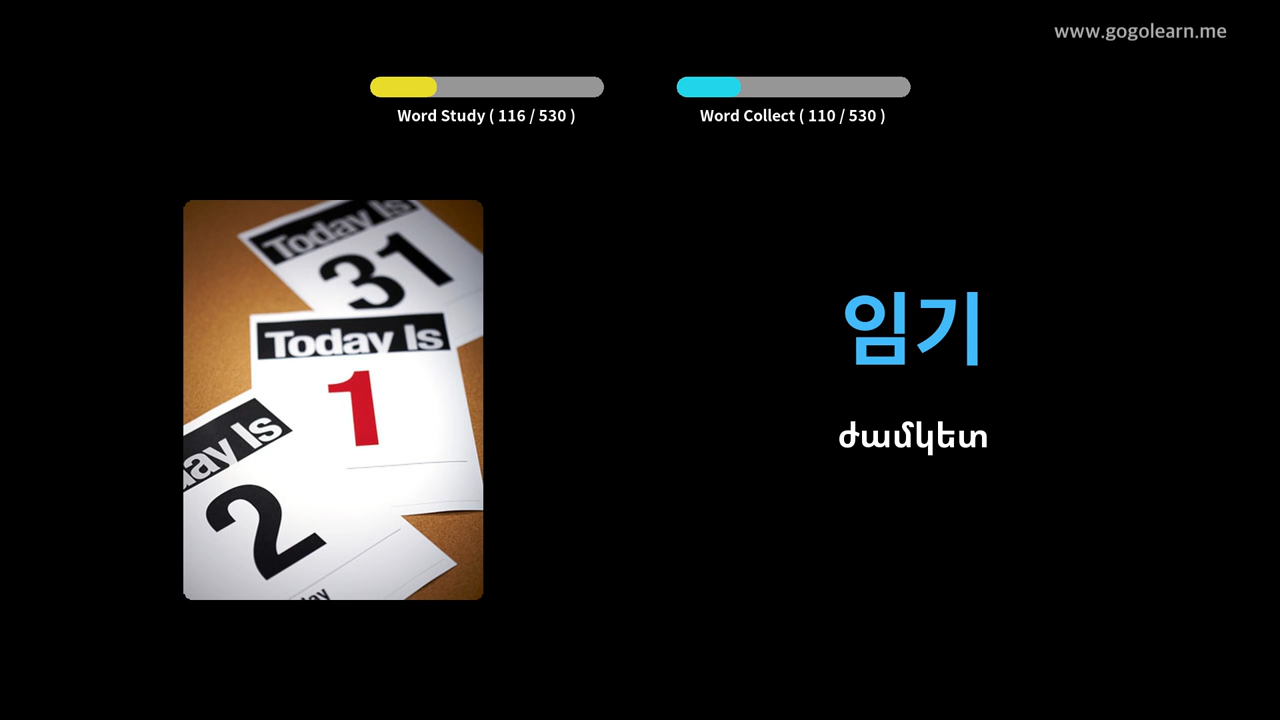 www.gogolearn.me
Word Study ( 116 / 530 )
Word Collect ( 110 / 530 )
Today Is
31
Today Is
1
ay Is
2
임기
ժամկետ